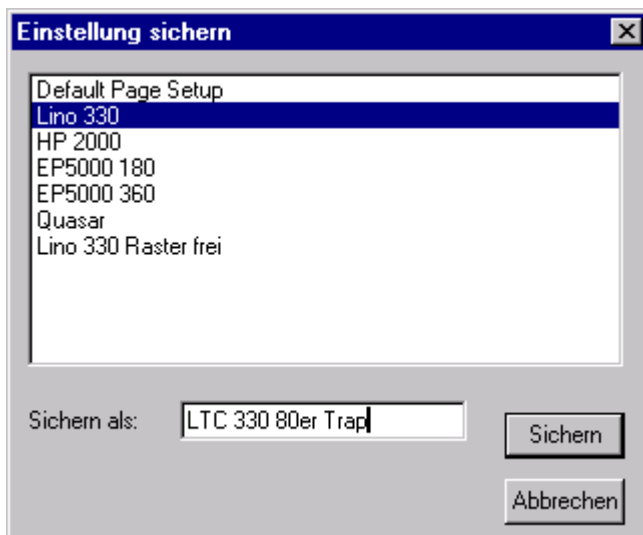 Einstellung sichern
Default Page Setup
Lino 330
HP 2000
EP5000 180
EP5000 360
Quasar
Lino 330 Raster frei
Sichern als:
LTC 330 80er Trap
Sichern
Abbrechen